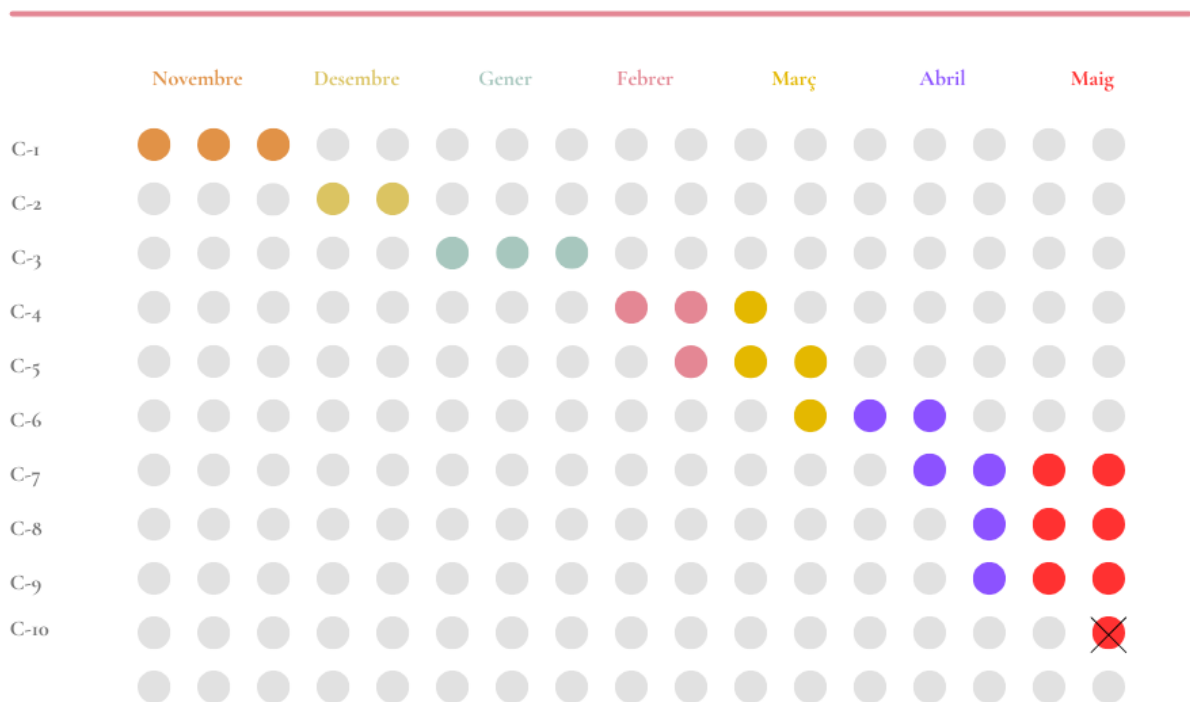 Novembre Desembre Gener Febrer Març Abril Maig
C-1
C-2
C-3
C-4
C-5
C-6
C-7
C-8
C-9
C-10